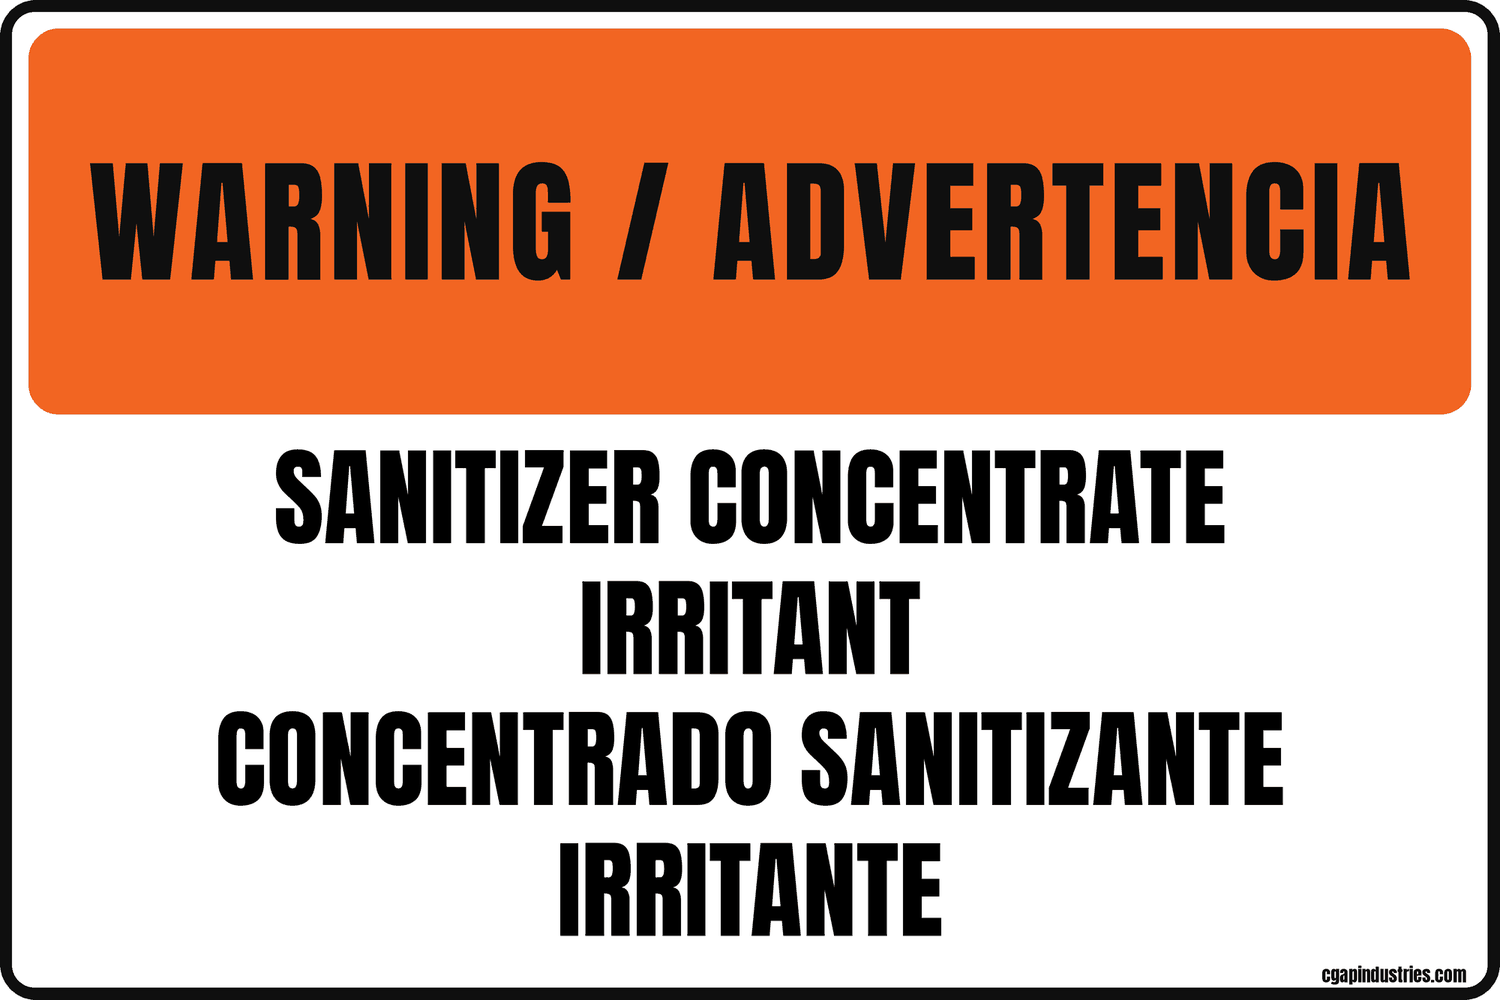 WARNING / ADVERTENCIA
SANITIZER CONCENTRATE
IRRITANT
CONCENTRADO SANITIZANTE
IRRITANTE
cgapindustries.com